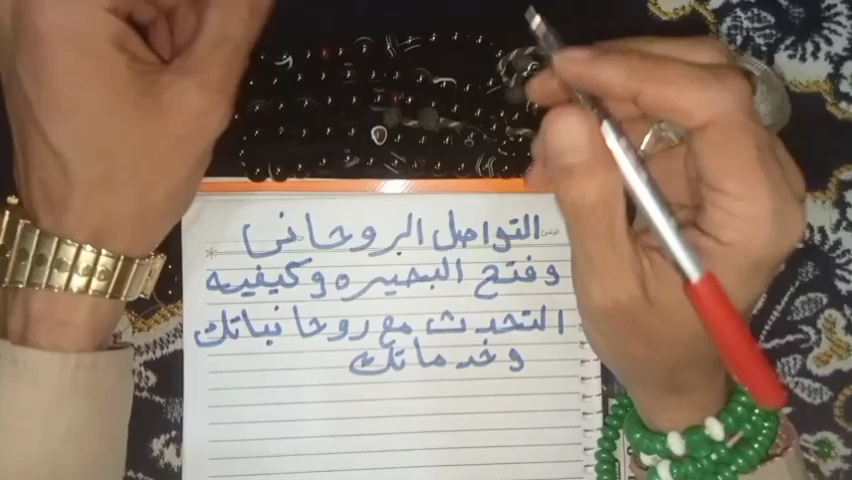 التواصل الروحاني
وفتح البصيره وكيفيه
التحدث مع روحانياتك
وخدماتك